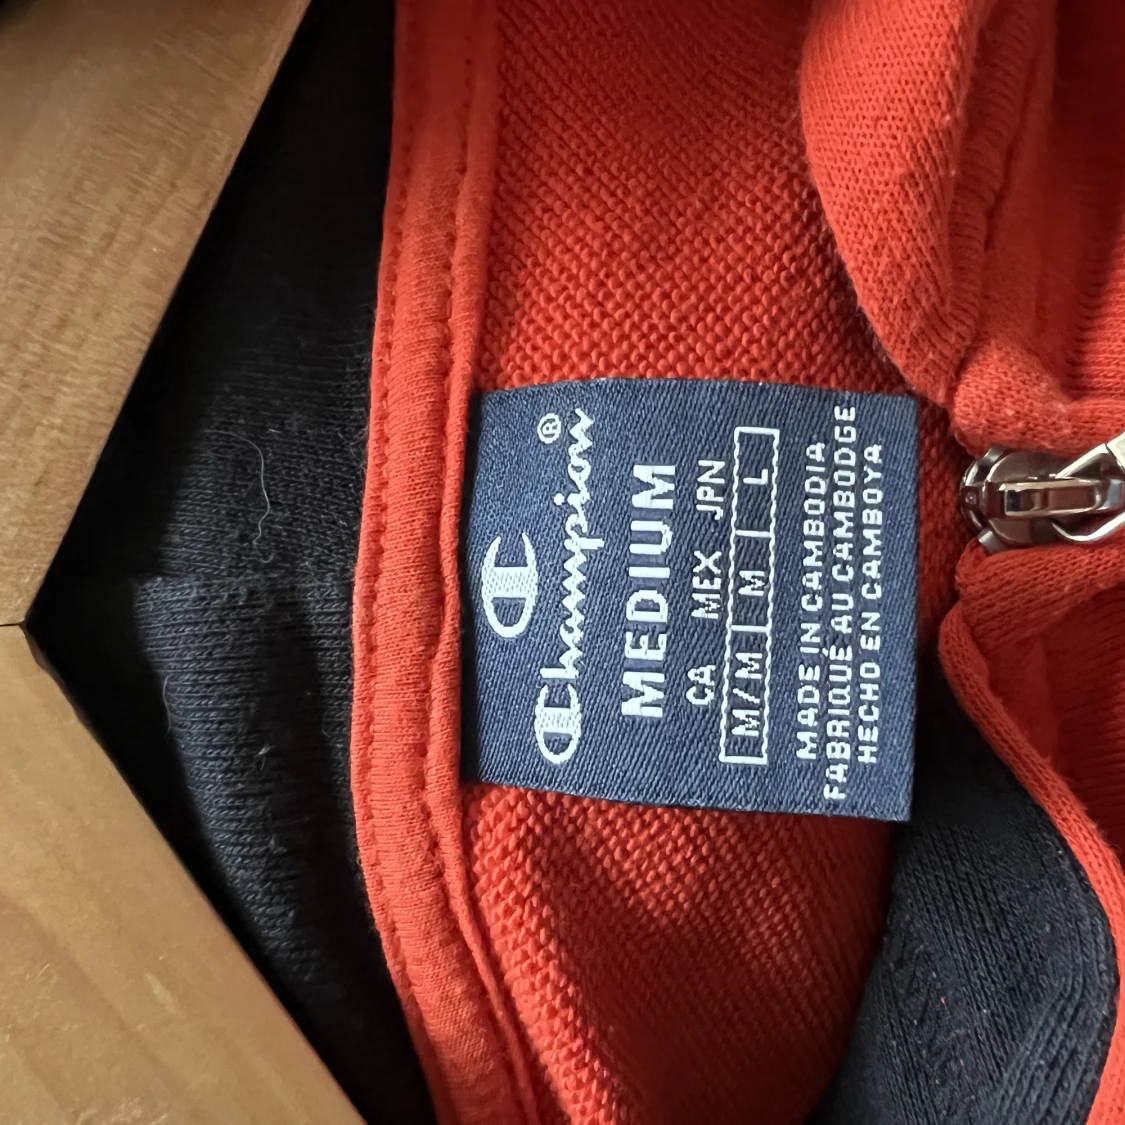 Champion®
MEDIUM
CA MEX JPN
M/M M L
MADE IN CAMBODIA
FABRIQUÉ AU CAMBODGE
HECHO EN CAMBOYA